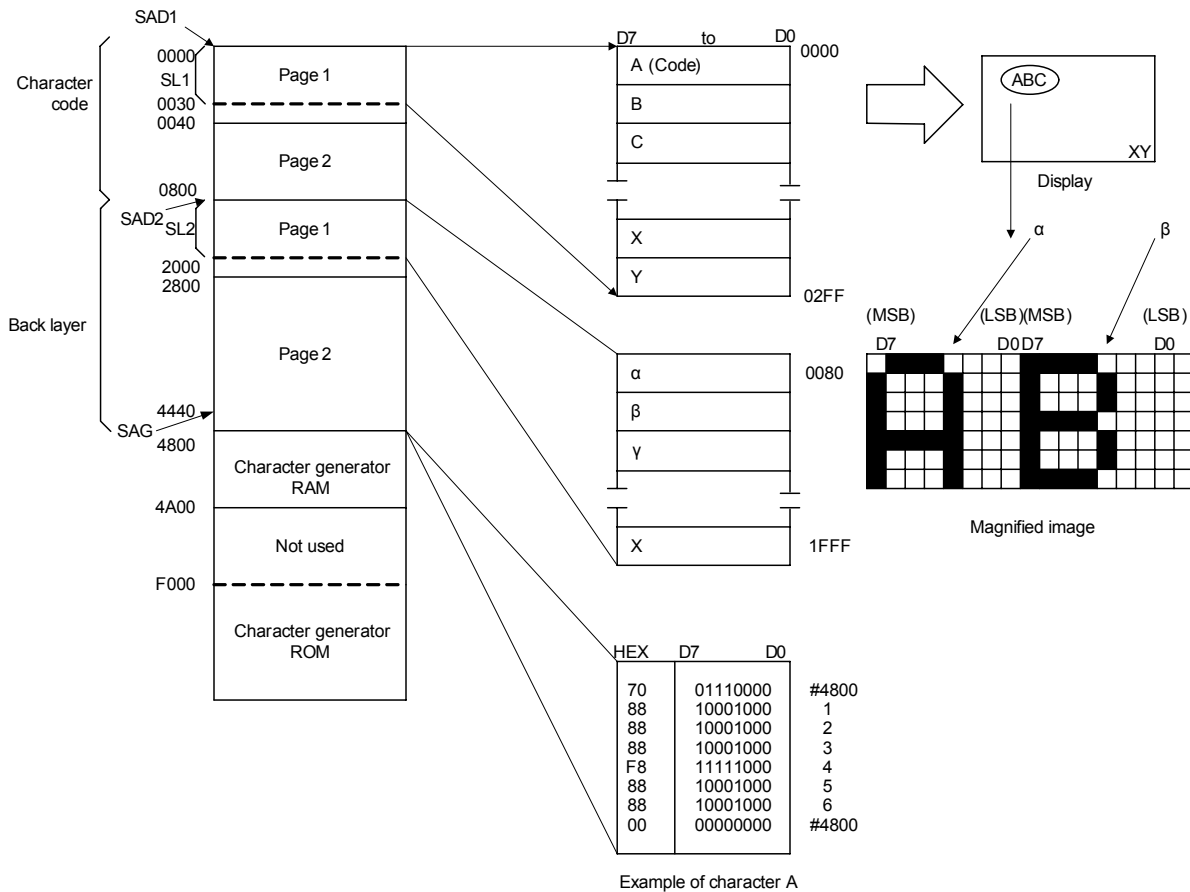 SAD1
0000
SL1
0030
0040
Character
code
Page 1
Page 2
0800
SAD2
SL2
Page 1
2000
2800
Back layer
Page 2
4440
SAG
4800
Character generator
RAM
4A00
Not used
F000
Character generator
ROM
D7 to D0
0000
A (Code)
B
C
X
Y
02FF
α
0080
β
γ
X
1FFF
ABC
XY
Display
α β
(MSB) (LSB)(MSB) (LSB)
D7 D0 D7 D0
Magnified image
HEX D7 D0
70 01110000 #4800
88 10001000 1
88 10001000 2
88 10001000 3
F8 11111000 4
88 10001000 5
88 10001000 6
00 00000000 #4800
Example of character A